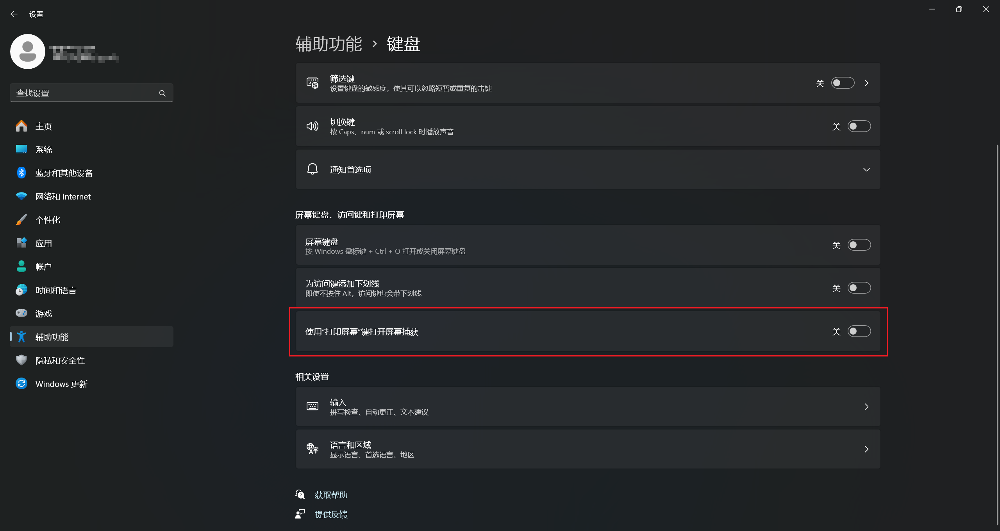 设置
查找设置
主页
系统
蓝牙和其他设备
网络和 Internet
个性化
应用
帐户
时间和语言
游戏
辅助功能
隐私和安全性
Windows 更新
辅助功能 › 键盘
筛选键
设置键盘的敏感度，使其可以忽略短暂或重复的击键
关
切换键
按 Caps、num 或 scroll lock 时播放声音
关
通知首选项
屏幕键盘、访问键和打印屏幕
屏幕键盘
按 Windows 徽标键 + Ctrl + O 打开或关闭屏幕键盘
关
为访问键添加下划线
即使不按住 Alt，访问键也会带下划线
关
使用“打印屏幕”键打开屏幕捕获
关
相关设置
输入
拼写检查、自动更正、文本建议
语言和区域
显示语言、首选语言、地区
获取帮助
提供反馈